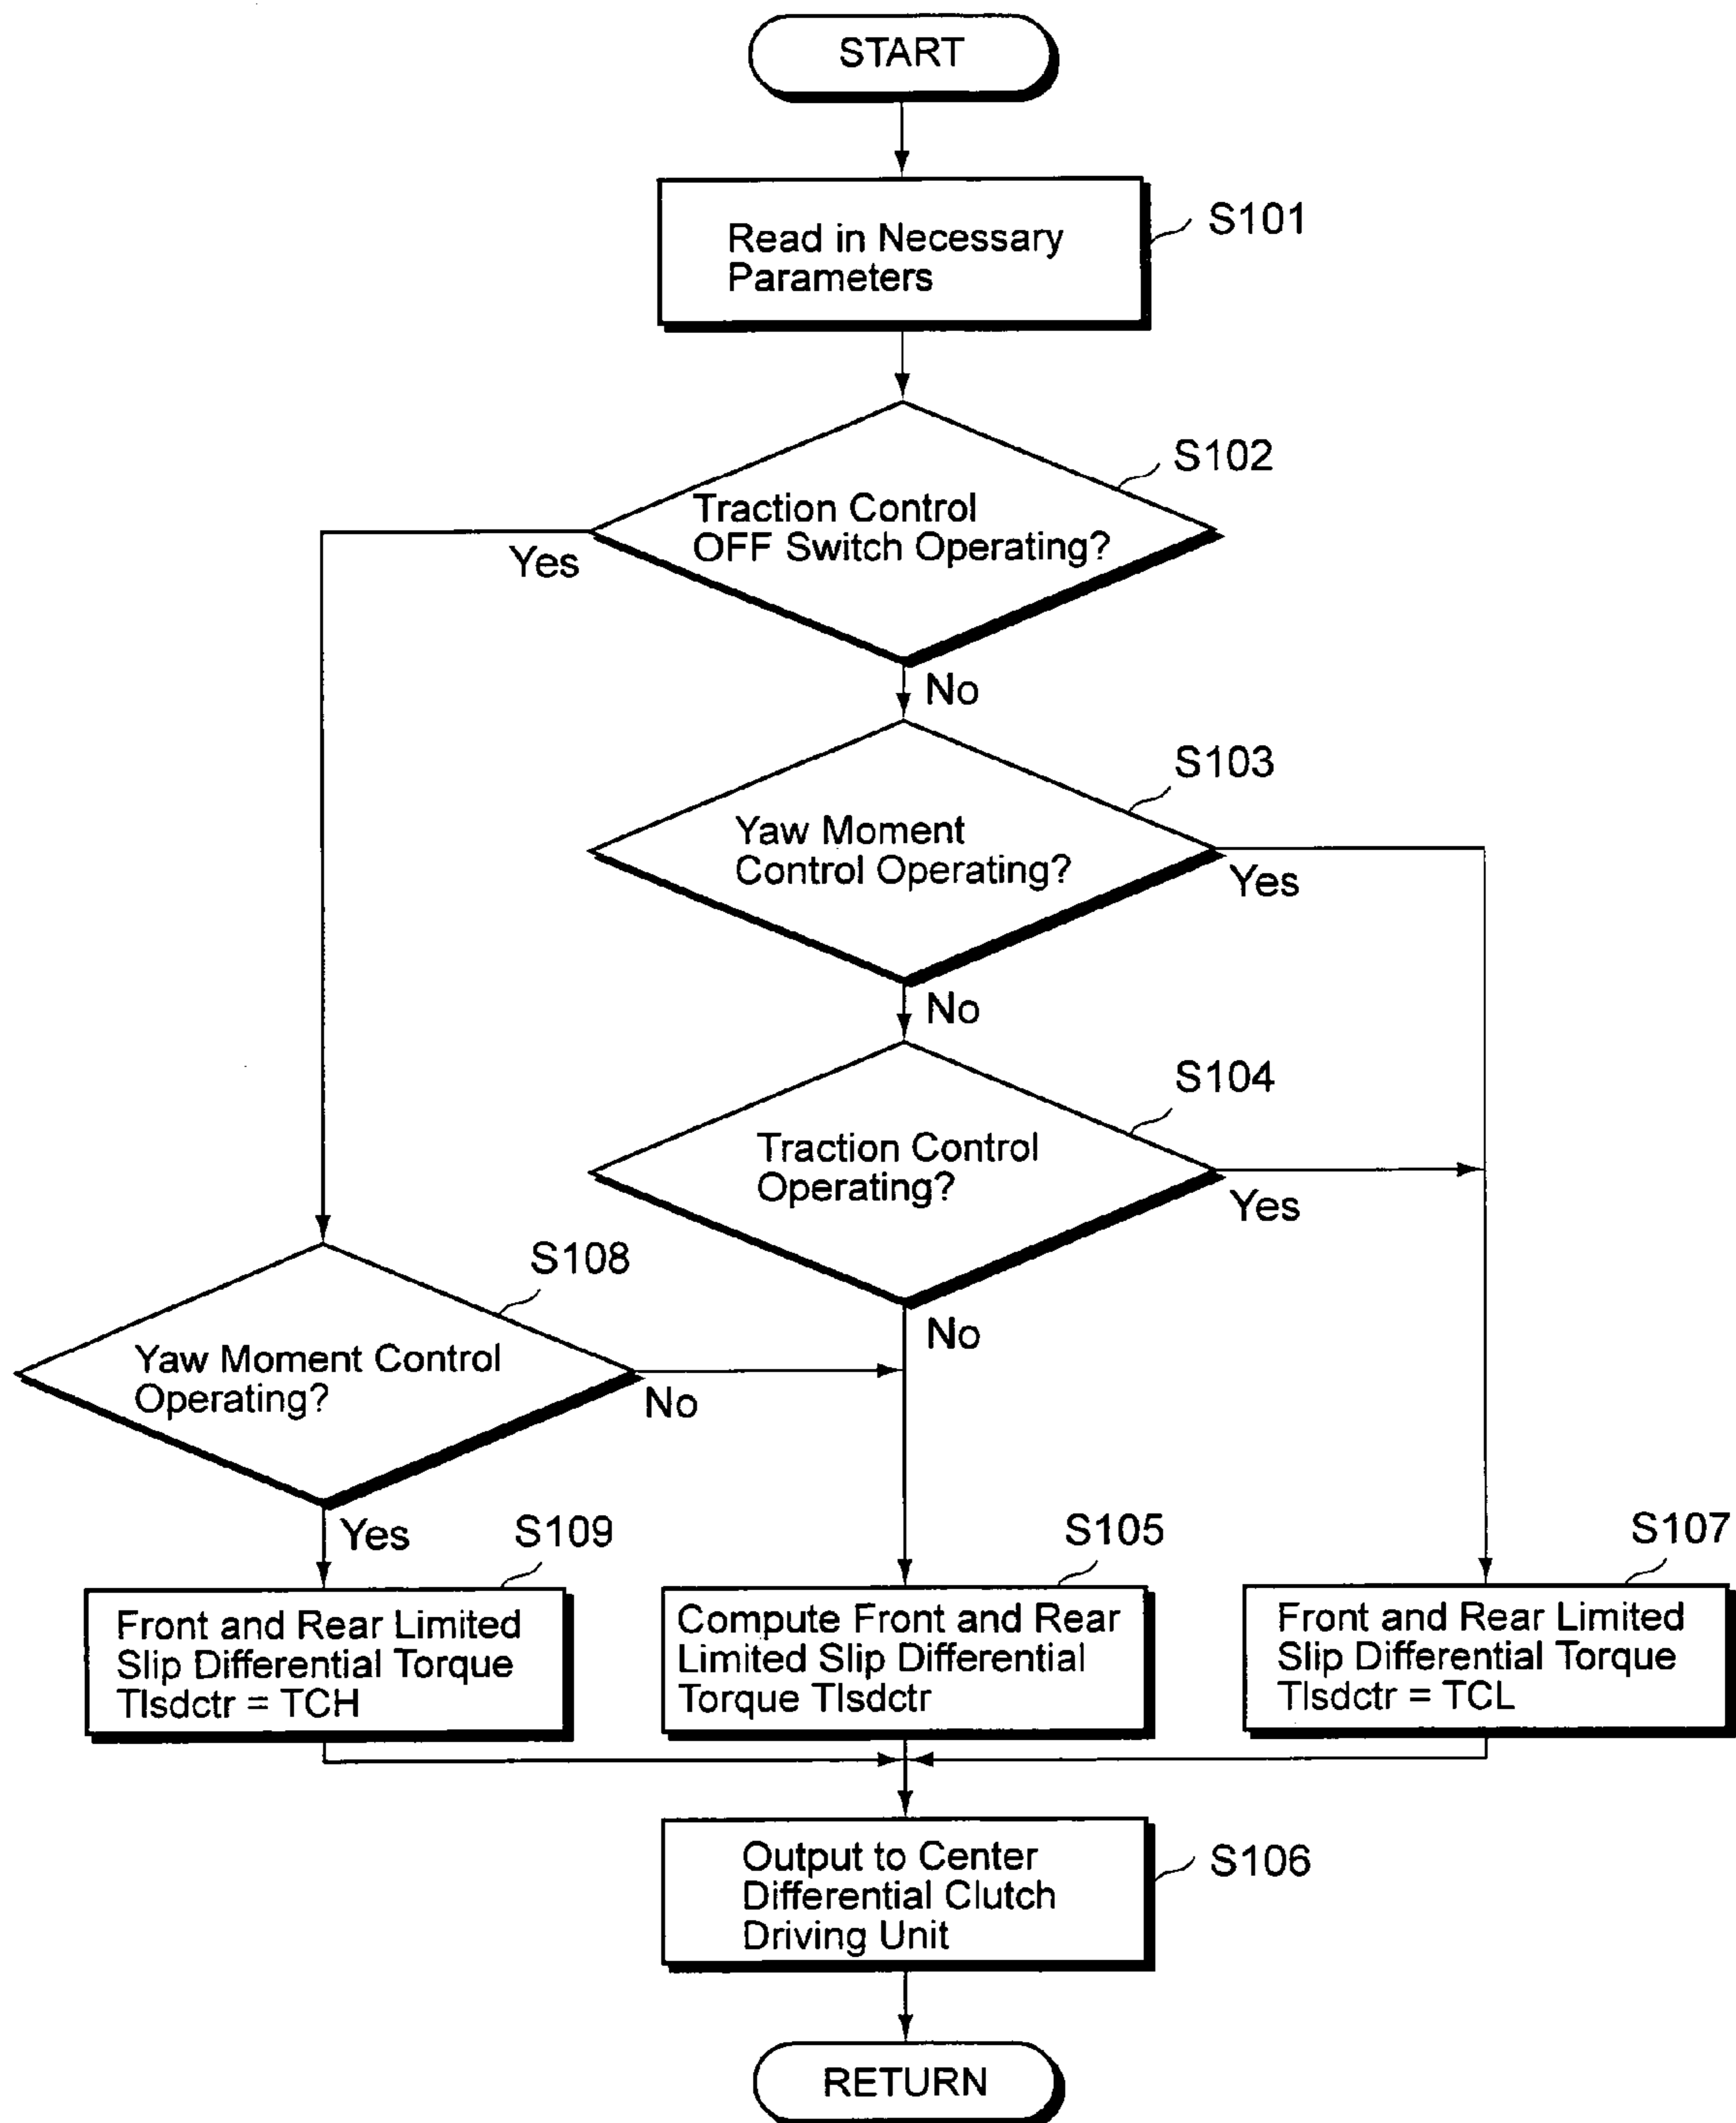 START
Read in Necessary
Parameters
S101
S102
Traction Control
OFF Switch Operating?
Yes
No
S103
Yaw Moment
Control Operating?
Yes
No
S104
Traction Control
Operating?
Yes
No
S108
Yaw Moment Control
Operating?
No
Yes
S109
Front and Rear Limited
Slip Differential Torque
Tlsdctr = TCH
S105
Compute Front and Rear
Limited Slip Differential
Torque Tlsdctr
S107
Front and Rear Limited
Slip Differential Torque
Tlsdctr = TCL
Output to Center
Differential Clutch
Driving Unit
S106
RETURN